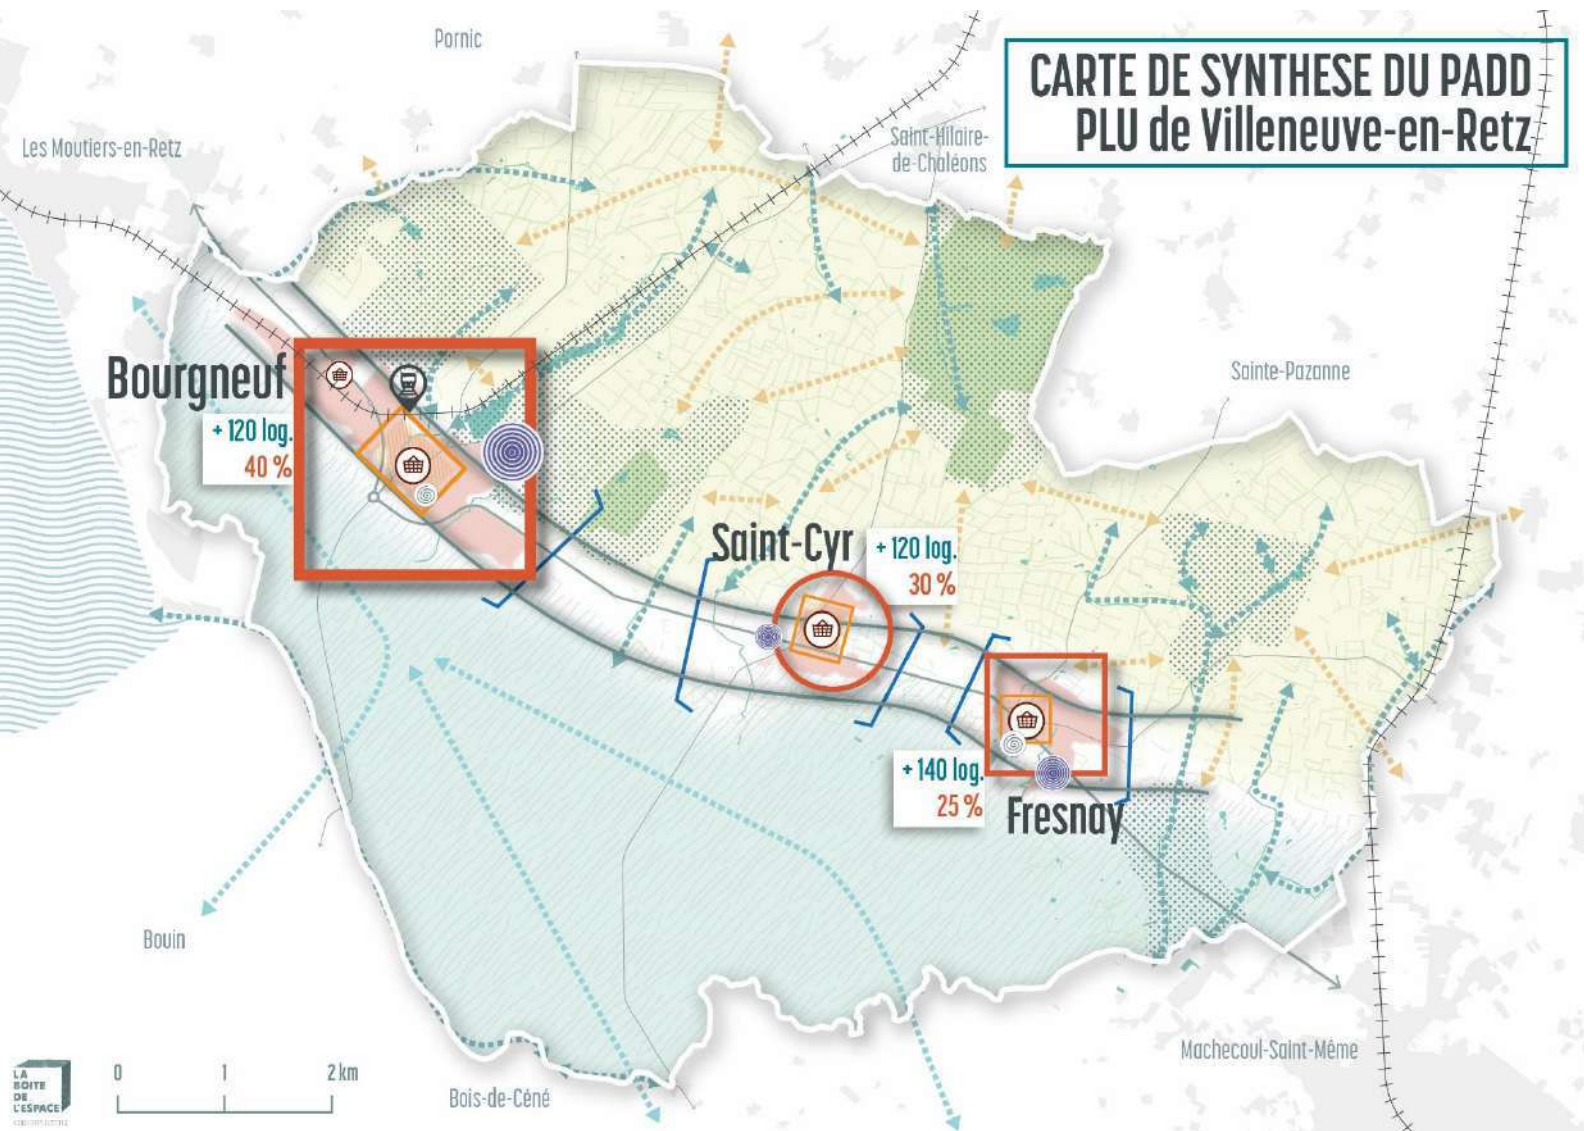 CARTE DE SYNTHESE DU PADD
PLU de Villeneuve-en-Retz
Pornic
Les Moutiers-en-Retz
Saint-Hilaire-
de-Chaléons
Sainte-Pazanne
Bourgneuf
+ 120 log.
40 %
Saint-Cyr
+ 120 log.
30 %
+ 140 log.
25 %
Fresnay
Bouin
Machecoul-Saint-Même
Bois-de-Céné
0 1 2 km
LA
BOITE
DE
L'ESPACE